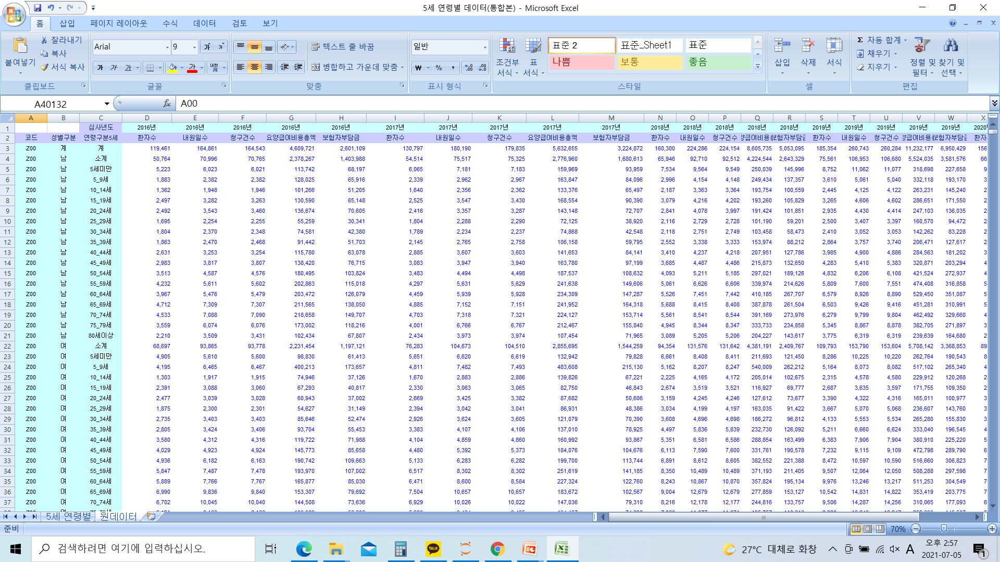 5세 연령별 데이터(통합본) - Microsoft Excel
홈 삽입 페이지 레이아웃 수식 데이터 검토 보기
붙여넣기 잘라내기 복사 서식 복사 클립보드
Arial 9 가 가 가 가 가 가 내천 글꼴
텍스트 줄 바꿈 병합하고 가운데 맞춤 맞춤
일반 ₩ % , 표시 형식
조건부 서식 표 서식 표준 2 표준_Sheet1 표준 나쁨 보통 좋음 스타일
삽입 삭제 서식 셀
Σ 자동 합계 채우기 지우기 정렬 및 필터 찾기 및 선택 편집
A40132 fx A00
A B C D E F G H I J K L M N O P Q R S T U V W X
1 심사년도 2016년 2016년 2016년 2016년 2016년 2017년 2017년 2017년 2017년 2017년 2018년 2018년 2018년 2018년 2018년 2019년 2019년 2019년 2019년 2019년
2 코드 성별구분 연령구분5세 환자수 내원일수 청구건수 요양급여비용총액 보험자부담금 환자수 내원일수 청구건수 요양급여비용총액 보험자부담금 환자수 내원일수 청구건수 환자수 내원일수 청구건수
3 Z00 계 계 119,461 164,861 164,543 4,609,721 2,601,109 130,797 180,190 179,835 5,632,655 3,224,872 160,300 224,286 224,154 8,605,735 5,053,095 185,354 260,743 260,284 11,232,177 6,950,429 156
4 Z00 남 소계 50,764 70,996 70,765 2,378,267 1,403,988 54,514 75,517 75,325 2,776,960 1,680,613 65,946 92,710 92,512 4,224,544 2,643,329 75,561 106,953 106,680 5,524,035 3,581,576 66
5 Z00 남 5세미만 5,223 6,023 6,021 113,742 68,197 6,065 7,181 7,183 159,969 93,959 7,534 9,564 9,549 250,039 145,996 8,752 11,062 11,077 318,698 227,658 9
6 Z00 남 5_9세 1,883 2,382 2,382 128,025 65,916 2,339 2,962 2,967 163,847 84,096 2,996 4,154 4,148 249,434 137,357 3,610 5,061 5,040 332,118 193,170 3
7 Z00 남 10_14세 1,362 1,948 1,946 101,266 51,205 1,640 2,356 2,362 133,376 65,497 2,187 3,363 3,364 193,754 100,559 2,445 4,125 4,122 263,231 145,240 2
8 Z00 남 15_19세 2,497 3,282 3,263 130,590 65,148 2,525 3,547 3,430 168,554 90,390 3,079 4,216 4,202 193,260 105,829 3,265 4,606 4,602 286,651 171,550 2
9 Z00 남 20_24세 2,492 3,543 3,460 136,674 70,605 2,416 3,357 3,287 143,148 72,707 2,841 4,078 3,997 191,424 101,851 2,935 4,430 4,414 247,103 136,035 2
10 Z00 남 25_29세 1,695 2,254 2,255 55,259 30,341 1,804 2,288 2,290 72,125 38,920 2,116 2,729 2,728 101,190 59,201 2,500 3,407 3,397 160,570 94,472 2
11 Z00 남 30_34세 1,804 2,370 2,348 74,581 42,380 1,789 2,234 2,237 74,868 42,548 2,118 2,751 2,749 103,458 58,473 2,410 3,052 3,053 142,262 83,228 2
12 Z00 남 35_39세 1,863 2,470 2,468 91,442 51,703 2,145 2,765 2,758 106,158 59,795 2,552 3,338 3,333 153,974 88,212 2,864 3,757 3,740 206,471 127,617 2
13 Z00 남 40_44세 2,631 3,253 3,254 115,780 63,078 2,885 3,607 3,603 141,653 84,141 3,410 4,237 4,218 207,951 127,786 3,985 4,900 4,886 284,563 181,202 3
14 Z00 남 45_49세 2,983 3,817 3,807 138,420 76,715 3,083 3,947 3,940 163,780 97,199 3,685 4,487 4,486 215,873 132,650 4,283 5,410 5,383 320,871 203,294 4
15 Z00 남 50_54세 3,513 4,587 4,576 180,495 103,824 3,483 4,494 4,498 187,537 108,632 4,093 5,211 5,185 297,021 189,126 4,832 6,206 6,108 421,524 272,937 4
16 Z00 남 55_59세 4,232 5,611 5,602 202,863 115,018 4,297 5,631 5,629 241,638 149,606 5,061 6,626 6,606 339,974 214,626 5,809 7,600 7,551 474,408 316,858 5
17 Z00 남 60_64세 3,967 5,476 5,479 203,472 126,079 4,459 5,939 5,928 234,309 147,287 5,526 7,451 7,442 410,185 267,707 6,579 8,926 8,890 529,450 351,087 5
18 Z00 남 65_69세 4,712 7,309 7,307 211,565 138,050 4,885 7,152 7,151 241,952 164,318 5,688 8,415 8,408 387,878 261,504 6,503 9,426 9,416 451,281 310,991 5
19 Z00 남 70_74세 4,533 7,088 7,090 218,658 149,707 4,703 7,318 7,321 224,127 153,714 5,561 8,541 8,544 391,169 273,976 6,279 9,799 9,804 462,492 329,660 4
20 Z00 남 75_79세 3,559 6,074 6,076 173,002 118,216 4,001 6,766 6,767 212,467 155,840 4,945 8,344 8,347 333,733 234,858 5,345 8,867 8,878 382,705 271,897 3
21 Z00 남 80세이상 2,210 3,509 3,431 102,434 67,807 2,434 3,973 3,974 107,454 71,965 3,089 5,205 5,206 204,227 143,617 3,775 6,319 6,319 239,639 164,680 2
22 Z00 여 소계 68,697 93,865 93,778 2,231,454 1,197,121 76,283 104,673 104,510 2,855,695 1,544,259 94,354 131,576 131,642 4,381,191 2,409,767 109,793 153,790 153,604 5,708,142 3,368,853 89
23 Z00 여 5세미만 4,905 5,610 5,600 98,830 61,413 5,651 6,620 6,619 132,942 79,828 6,661 8,408 8,411 211,693 121,450 8,286 10,225 10,220 262,764 190,543 8
24 Z00 여 5_9세 4,195 6,465 6,467 400,213 173,657 4,811 7,482 7,493 483,608 215,130 5,162 8,207 8,247 540,009 262,212 5,164 8,073 8,082 517,102 265,340 4
25 Z00 여 10_14세 1,303 1,917 1,915 74,946 37,126 1,670 2,883 2,886 139,826 67,221 2,225 4,165 4,172 205,014 102,675 2,315 4,578 4,580 229,912 120,268 2
26 Z00 여 15_19세 2,391 3,088 3,060 67,293 40,817 2,330 3,063 3,065 82,750 46,843 2,674 3,519 3,521 116,927 69,777 2,687 3,635 3,597 171,755 109,350 2
27 Z00 여 20_24세 2,477 3,039 3,028 60,943 37,002 2,669 3,425 3,382 87,682 50,606 3,159 4,245 4,246 127,612 73,677 3,390 4,322 4,316 165,011 100,977 3
28 Z00 여 25_29세 1,875 2,300 2,301 54,627 31,149 2,394 3,042 3,041 86,931 48,386 3,034 4,199 4,197 163,035 91,422 3,667 5,070 5,068 236,607 143,760 3
29 Z00 여 30_34세 2,735 3,403 3,403 85,646 52,474 2,926 3,624 3,605 121,079 70,390 3,608 4,696 4,698 186,272 96,812 4,133 5,553 5,534 265,280 155,830 3
30 Z00 여 35_39세 2,805 3,424 3,406 93,704 55,453 3,383 4,107 4,106 137,010 78,925 4,497 5,836 5,839 232,730 126,092 5,211 6,660 6,624 333,040 196,545 4
31 Z00 여 40_44세 3,580 4,312 4,316 119,722 71,988 4,104 4,859 4,860 160,992 93,867 5,351 6,581 6,586 288,854 163,499 6,383 7,906 7,904 380,910 225,220 5
32 Z00 여 45_49세 4,029 4,923 4,924 145,773 85,658 4,480 5,392 5,373 184,076 104,676 6,113 7,590 7,600 331,761 190,578 7,232 9,115 9,109 472,798 289,790 6
33 Z00 여 50_54세 4,936 6,182 6,163 190,742 109,663 5,133 6,283 6,282 199,700 113,744 6,891 8,612 8,605 382,552 221,388 8,472 10,597 10,590 516,660 306,823 7
34 Z00 여 55_59세 5,847 7,487 7,478 193,970 107,002 6,517 8,302 8,302 251,619 141,185 8,350 10,489 10,489 371,193 211,405 9,507 12,064 12,050 508,288 297,598 7
35 Z00 여 60_64세 5,889 7,766 7,767 165,877 85,030 6,471 8,600 8,584 227,324 122,760 8,243 10,867 10,870 357,824 195,134 9,976 13,246 13,217 511,253 304,549 7
36 Z00 여 65_69세 6,990 9,836 9,840 153,307 79,692 7,504 10,657 10,657 183,672 102,567 9,004 12,679 12,679 277,859 153,127 10,542 14,831 14,822 353,419 203,775 7
37 Z00 여 70_74세 6,702 10,045 10,040 144,508 73,636 6,929 10,026 10,022 147,036 79,310 8,216 12,178 12,177 244,816 133,757 9,506 14,287 14,256 310,065 177,093 6
5세 연령별 원데이터
준비 70%
검색하려면 여기에 입력하십시오. TALK 27°C 대체로 화창 A 오후 2:57
2021-07-05 1